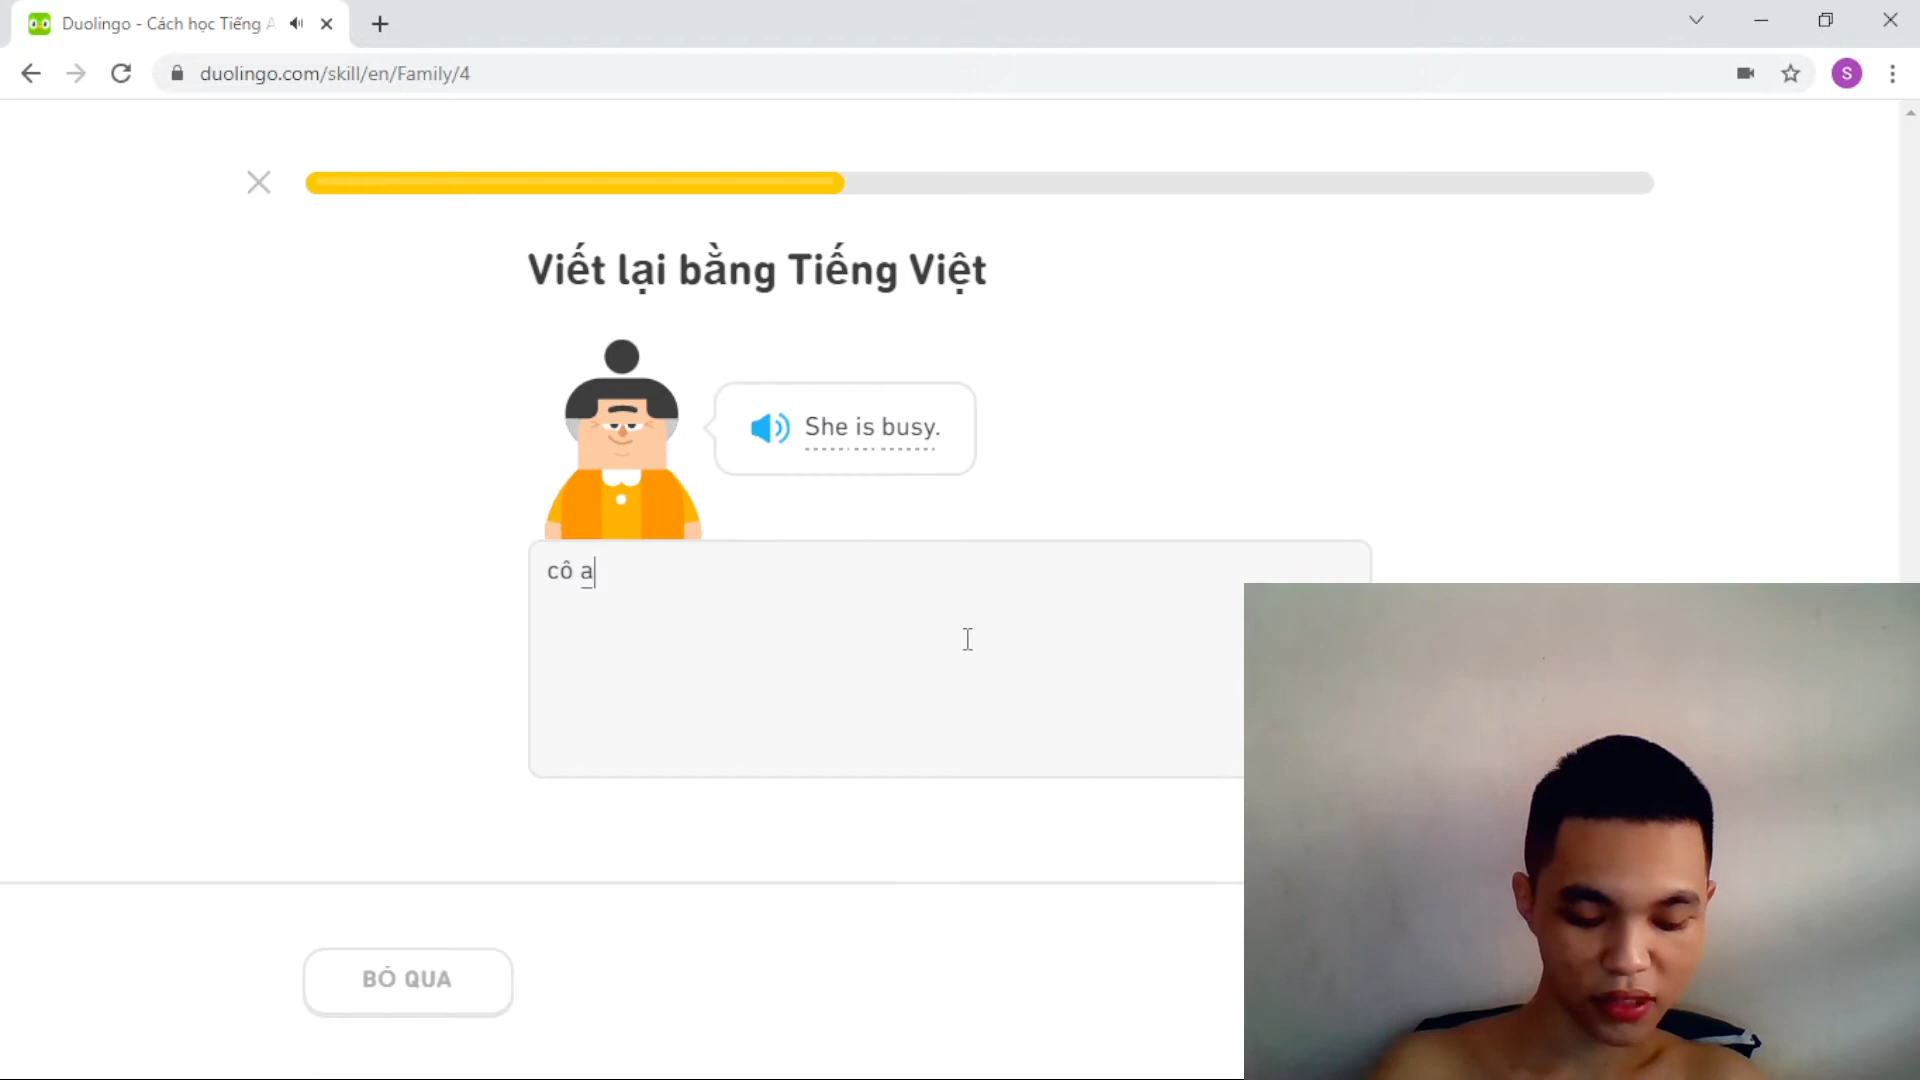 Duolingo - Cách học Tiếng A
duolingo.com/skill/en/Family/4
S
Viết lại bằng Tiếng Việt
She is busy.
cô a
BỎ QUA